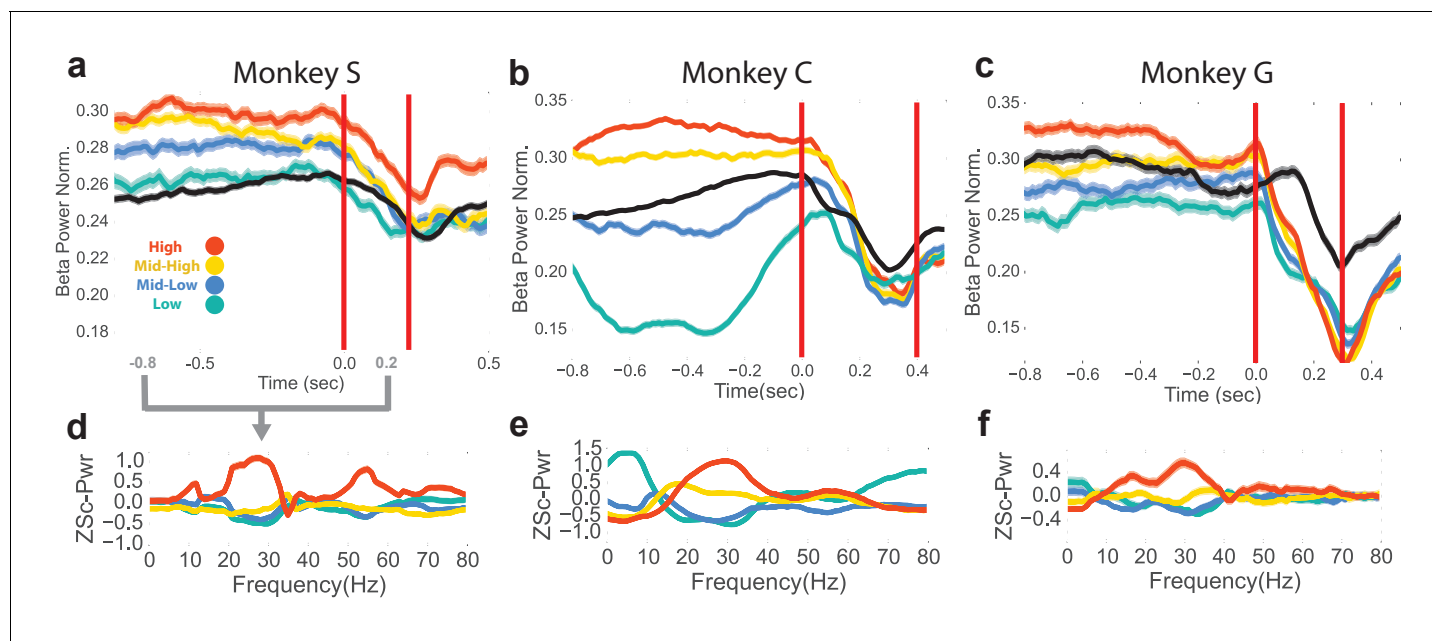 a
Monkey S
Beta Power Norm.
0.30
0.28
0.26
0.24
0.22
0.20
0.18
High
Mid-High
Mid-Low
Low
-0.8
−0.5
0.0
0.2
0.5
Time (sec)
b
Monkey C
Beta Power Norm.
0.35
0.30
0.25
0.20
0.15
−0.8 −0.6 −0.4 −0.2 0.0 0.2 0.4
Time(sec)
c
Monkey G
Beta Power Norm.
0.35
0.30
0.25
0.20
0.15
−0.8 −0.6 −0.4 −0.2 0.0 0.2 0.4
Time (sec)
d
ZSc-Pwr
1.0
0.5
0.0
−0.5
−1.0
0 10 20 30 40 50 60 70 80
Frequency(Hz)
e
ZSc-Pwr
1.5
1.0
0.5
0.0
−0.5
−1.0
0 10 20 30 40 50 60 70 80
Frequency(Hz)
f
ZSc-Pwr
0.4
0.0
−0.4
0 10 20 30 40 50 60 70 80
Frequency(Hz)